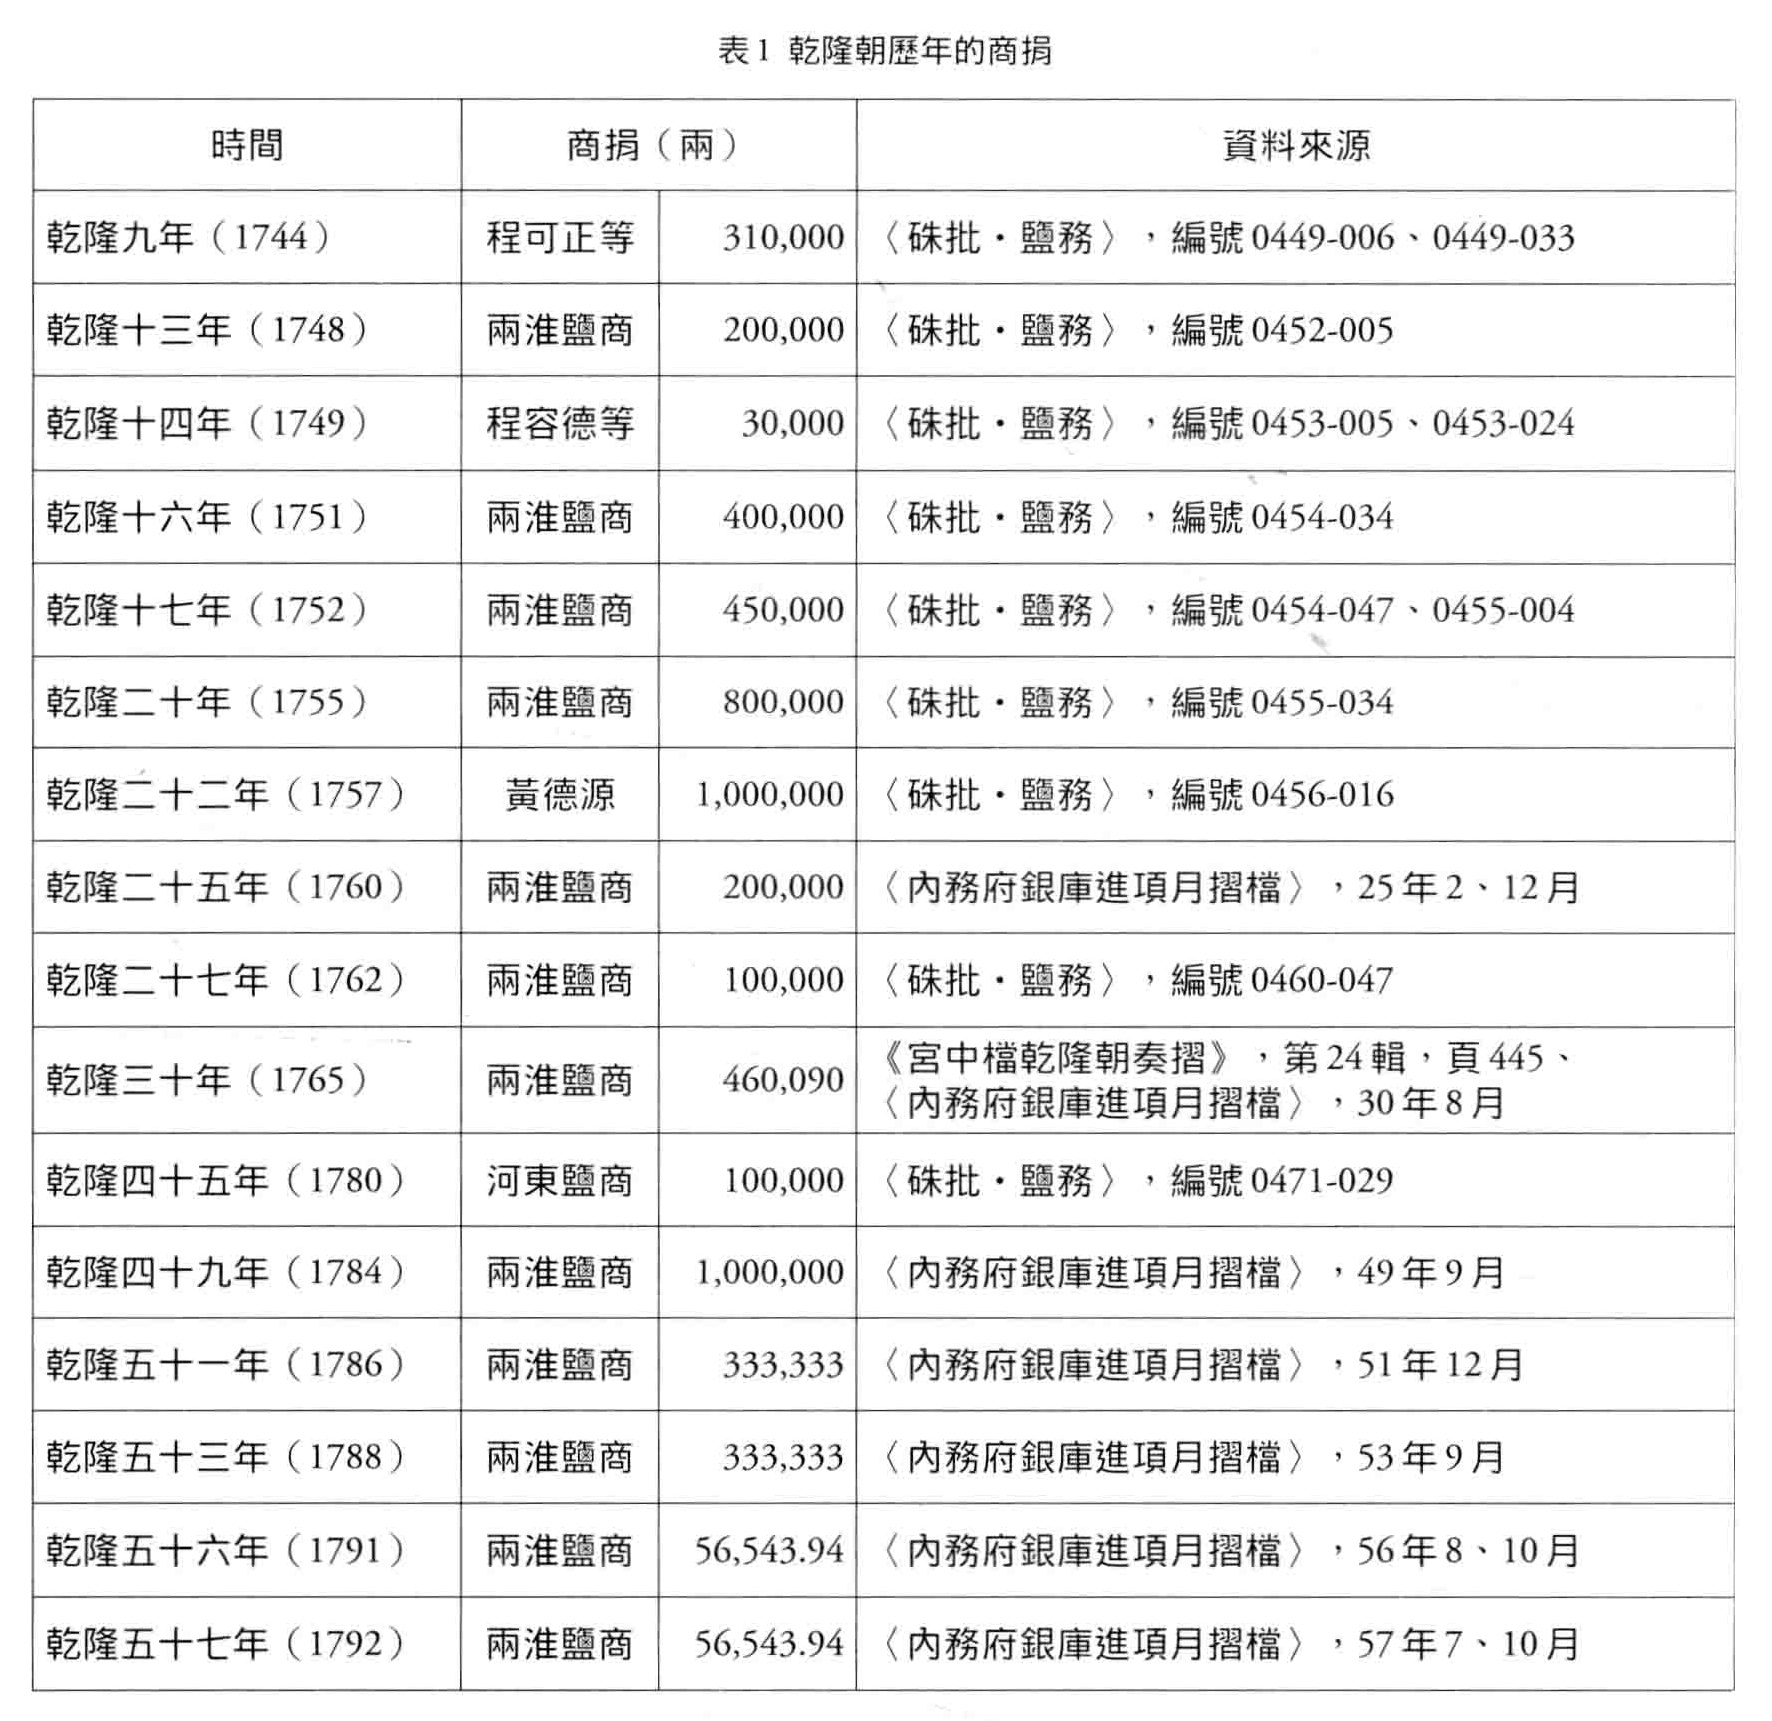 表1 乾隆朝歷年的商捐
時間 商捐（兩） 資料來源
乾隆九年（1744） 程可正等 310,000 〈硃批·鹽務〉，編號0449-006、0449-033
乾隆十三年（1748） 兩淮鹽商 200,000 〈硃批·鹽務〉，編號0452-005
乾隆十四年（1749） 程容德等 30,000 〈硃批·鹽務〉，編號0453-005、0453-024
乾隆十六年（1751） 兩淮鹽商 400,000 〈硃批·鹽務〉，編號0454-034
乾隆十七年（1752） 兩淮鹽商 450,000 〈硃批·鹽務〉，編號0454-047、0455-004
乾隆二十年（1755） 兩淮鹽商 800,000 〈硃批·鹽務〉，編號0455-034
乾隆二十二年（1757） 黃德源 1,000,000 〈硃批·鹽務〉，編號0456-016
乾隆二十五年（1760） 兩淮鹽商 200,000 〈內務府銀庫進項月摺檔〉，25年2、12月
乾隆二十七年（1762） 兩淮鹽商 100,000 〈硃批·鹽務〉，編號0460-047
乾隆三十年（1765） 兩淮鹽商 460,090 《宮中檔乾隆朝奏摺》，第24輯，頁445、
〈內務府銀庫進項月摺檔〉，30年8月
乾隆四十五年（1780） 河東鹽商 100,000 〈硃批·鹽務〉，編號0471-029
乾隆四十九年（1784） 兩淮鹽商 1,000,000 〈內務府銀庫進項月摺檔〉，49年9月
乾隆五十一年（1786） 兩淮鹽商 333,333 〈內務府銀庫進項月摺檔〉，51年12月
乾隆五十三年（1788） 兩淮鹽商 333,333 〈內務府銀庫進項月摺檔〉，53年9月
乾隆五十六年（1791） 兩淮鹽商 56,543.94 〈內務府銀庫進項月摺檔〉，56年8、10月
乾隆五十七年（1792） 兩淮鹽商 56,543.94 〈內務府銀庫進項月摺檔〉，57年7、10月